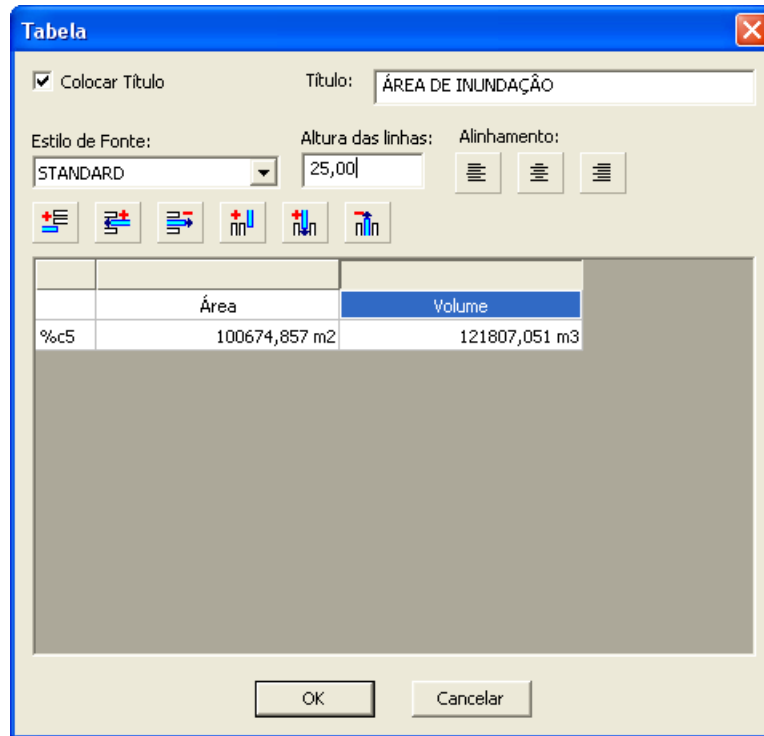 Tabela
Colocar Título
Título: ÁREA DE INUNDAÇÂO
Estilo de Fonte: Altura das linhas: Alinhamento:
STANDARD 25,00
Área Volume
%c5 100674,857 m2 121807,051 m3
OK Cancelar